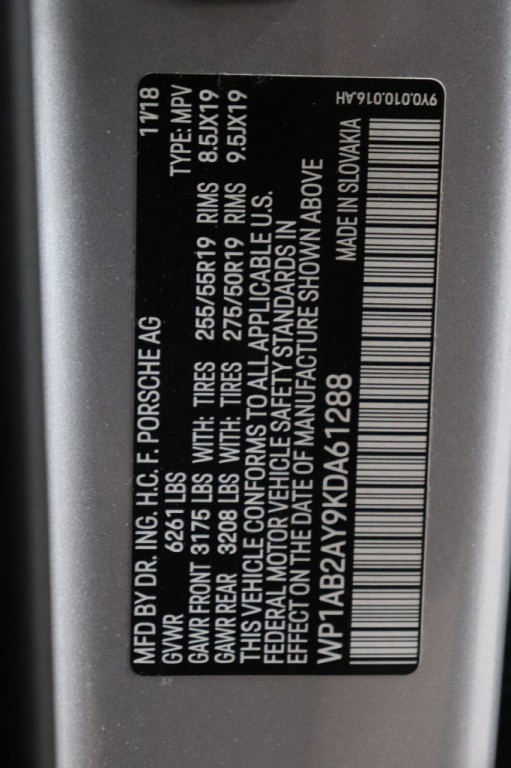 MFD BY DR. ING. H.C. F. PORSCHE AG 11/18
GVWR 6261 LBS TYPE: MPV
GAWR FRONT 3175 LBS WITH: TIRES 255/55R19 RIMS 8.5JX19
GAWR REAR 3208 LBS WITH: TIRES 275/50R19 RIMS 9.5JX19
THIS VEHICLE CONFORMS TO ALL APPLICABLE U.S.
FEDERAL MOTOR VEHICLE SAFETY STANDARDS IN
EFFECT ON THE DATE OF MANUFACTURE SHOWN ABOVE
WP1AB2AY9KDA61288 MADE IN SLOVAKIA
9Y0.010.016.AH